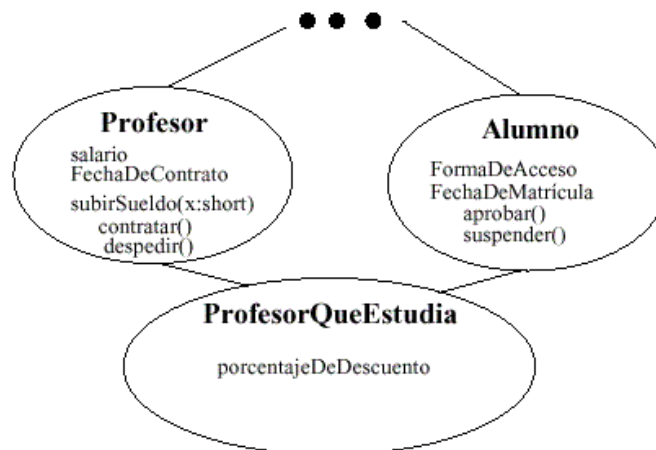 Profesor
salario
FechaDeContrato
subirSueldo(x:short)
contratar()
despedir()
Alumno
FormaDeAcceso
FechaDeMatrícula
aprobar()
suspender()
ProfesorQueEstudia
porcentajeDeDescuento